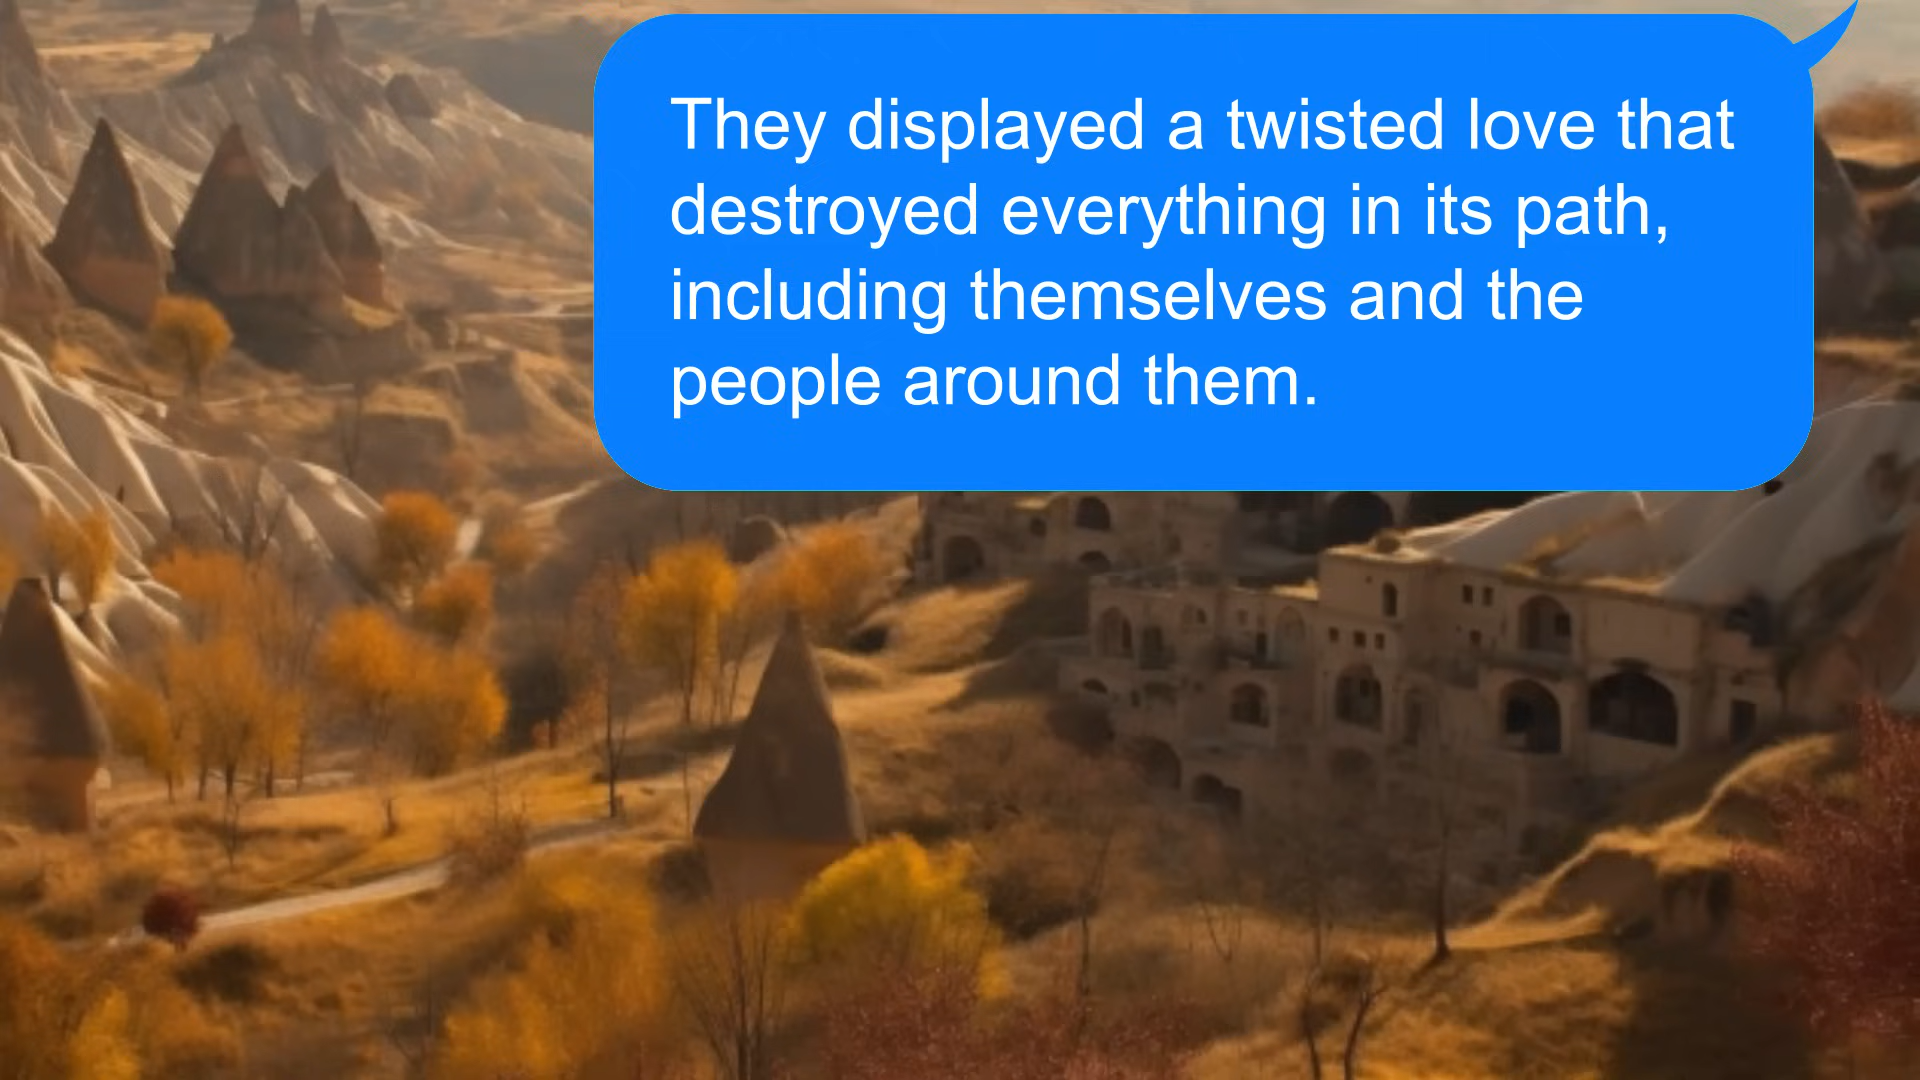 They displayed a twisted love that
destroyed everything in its path,
including themselves and the
people around them.